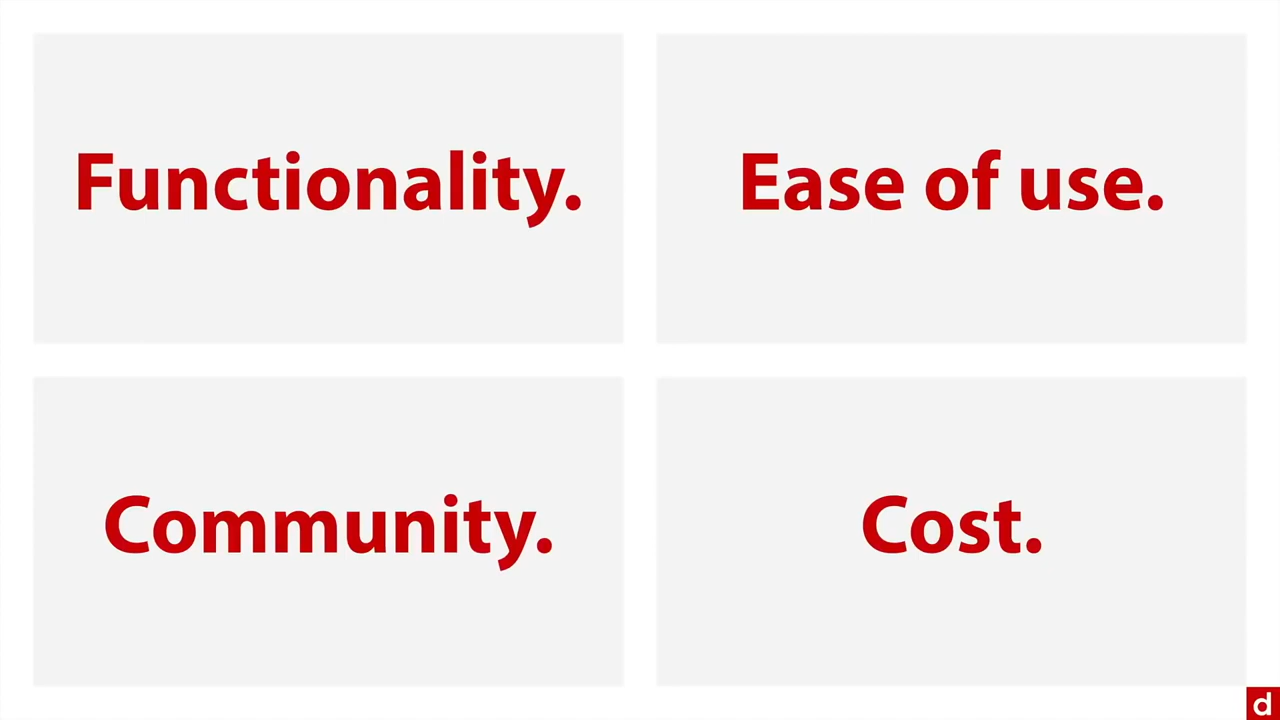 Functionality.
Ease of use.
Community.
Cost.
d